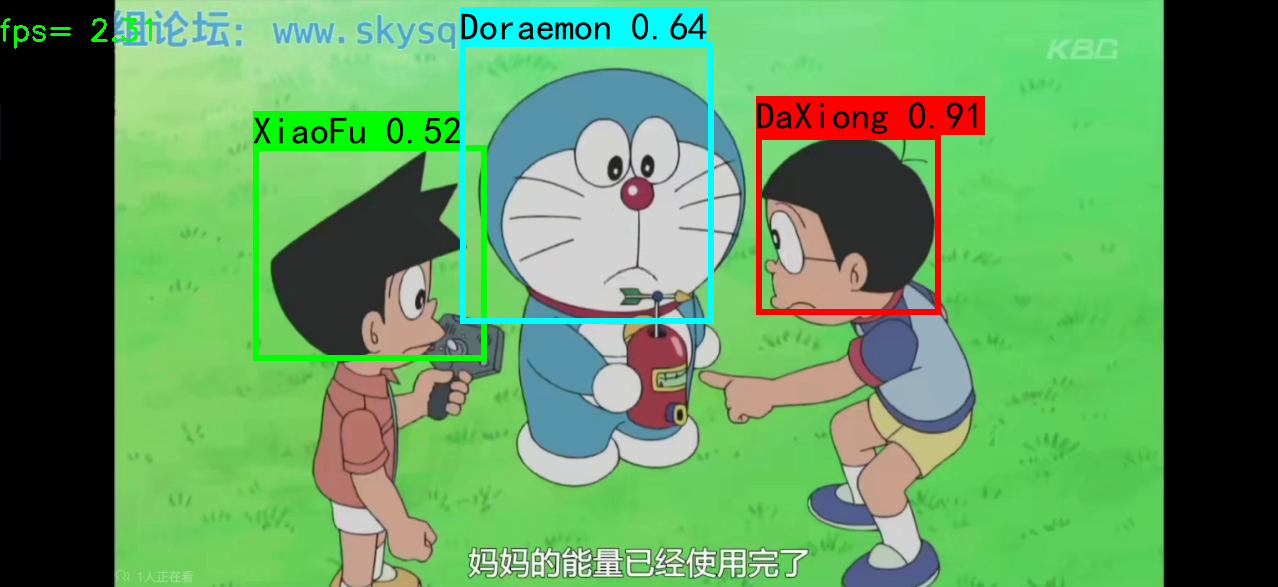 fps= 2.31
组论坛: www.skysq
Doraemon 0.64
KBC
DaXiong 0.91
XiaoFu 0.52
妈妈的能量已经使用完了
1人正在看